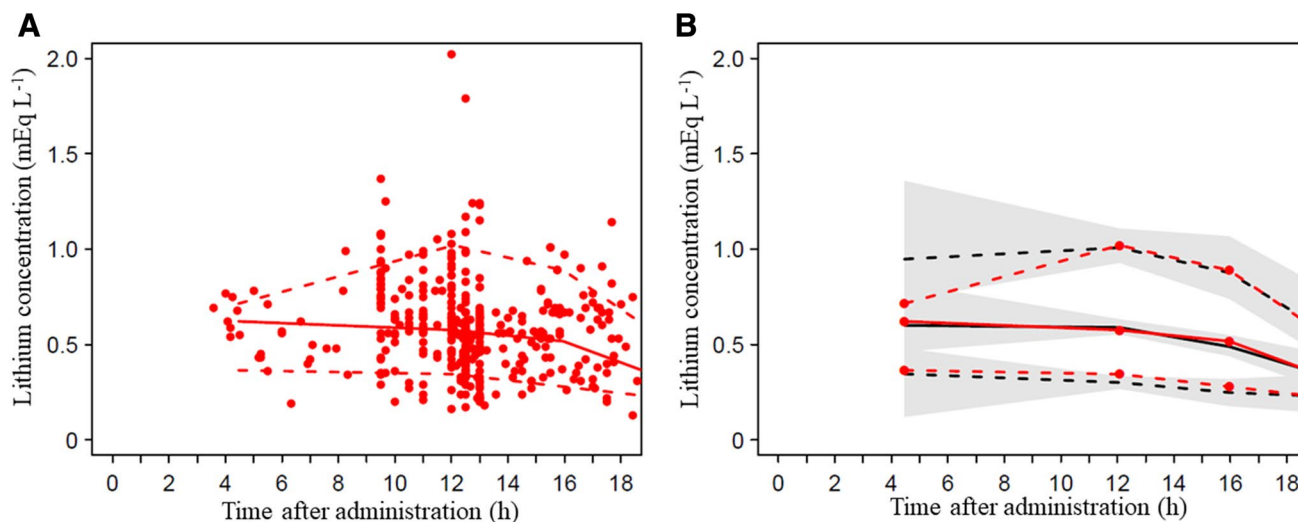 A
B
Lithium concentration (mEq L⁻¹)
2.0
1.5
1.0
0.5
0
0 2 4 6 8 10 12 14 16 18
Time after administration (h)
Lithium concentration (mEq L⁻¹)
2.0
1.5
1.0
0.5
0
0 2 4 6 8 10 12 14 16 18
Time after administration (h)